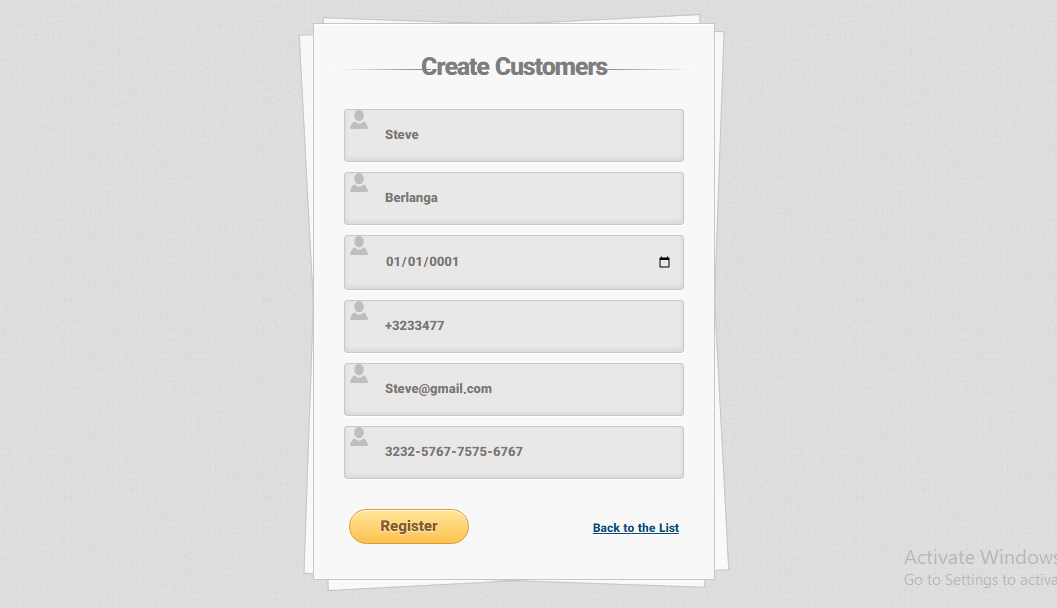 Create Customers
Steve
Berlanga
01/01/0001
+3233477
Steve@gmail.com
3232-5767-7575-6767
Register
Back to the List
Activate Windows
Go to Settings to activa